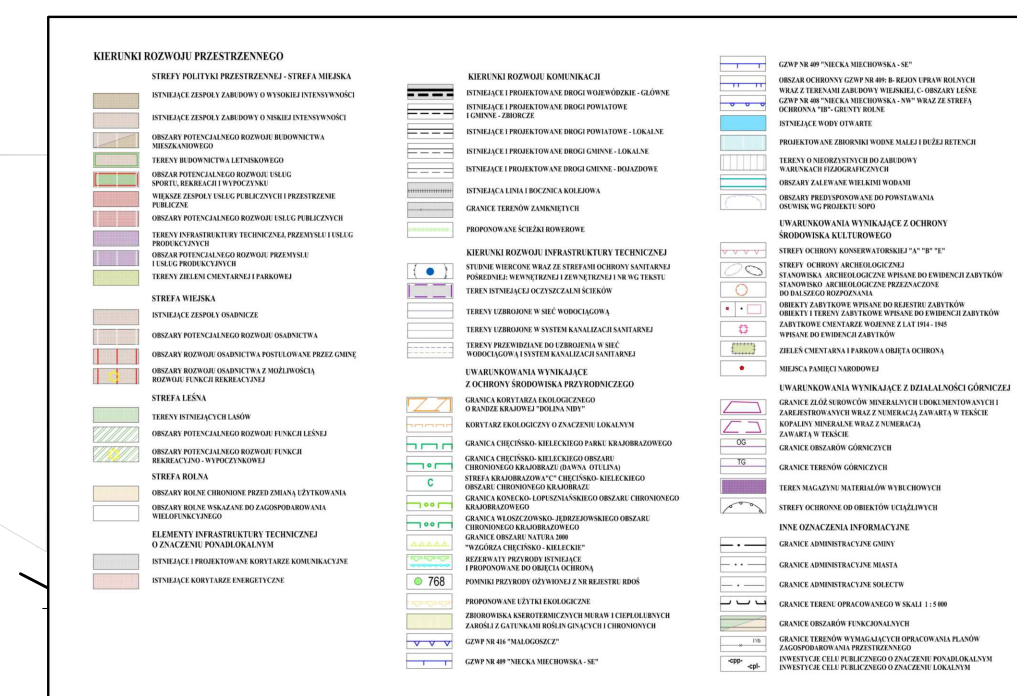 KIERUNKI ROZWOJU PRZESTRZENNEGO
STREFY POLITYKI PRZESTRZENNEJ - STREFA MIEJSKA
ISTNIEJĄCE ZESPOŁY ZABUDOWY O WYSOKIEJ INTENSYWNOŚCI
ISTNIEJĄCE ZESPOŁY ZABUDOWY O NISKIEJ INTENSYWNOŚCI
OBSZARY POTENCJALNEGO ROZWOJU BUDOWNICTWA
MIESZKANIOWEGO
TERENY BUDOWNICTWA LETNISKOWEGO
OBSZAR POTENCJALNEGO ROZWOJU USŁUG
SPORTU, REKREACJI I WYPOCZYNKU
WIĘKSZE ZESPOŁY USŁUG PUBLICZNYCH I PRZESTRZENIE
PUBLICZNE
OBSZARY POTENCJALNEGO ROZWOJU USŁUG PUBLICZNYCH
TERENY INFRASTRUKTURY TECHNICZNEJ, PRZEMYSŁU I USŁUG
PRODUKCYJNYCH
OBSZAR POTENCJALNEGO ROZWOJU PRZEMYSŁU
I USŁUG PRODUKCYJNYCH
TERENY ZIELENI CMENTARNEJ I PARKOWEJ
STREFA WIEJSKA
ISTNIEJĄCE ZESPOŁY OSADNICZE
OBSZARY POTENCJALNEGO ROZWOJU OSADNICTWA
OBSZARY ROZWOJU OSADNICTWA POSTULOWANE PRZEZ GMINĘ
OBSZARY ROZWOJU OSADNICTWA Z MOŻLIWOŚCIĄ
ROZWOJU FUNKCJI REKREACYJNEJ
STREFA LEŚNA
TERENY ISTNIEJĄCYCH LASÓW
OBSZARY POTENCJALNEGO ROZWOJU FUNKCJI LEŚNEJ
OBSZARY POTENCJALNEGO ROZWOJU FUNKCJI
REKREACYJNO - WYPOCZYNKOWEJ
STREFA ROLNA
OBSZARY ROLNE CHRONIONE PRZED ZMIANĄ UŻYTKOWANIA
OBSZARY ROLNE WSKAZANE DO ZAGOSPODAROWANIA
WIELOFUNKCYJNEGO
ELEMENTY INFRASTRUKTURY TECHNICZNEJ
O ZNACZENIU PONADLOKALNYM
ISTNIEJĄCE I PROJEKTOWANE KORYTARZE KOMUNIKACYJNE
ISTNIEJĄCE KORYTARZE ENERGETYCZNE
KIERUNKI ROZWOJU KOMUNIKACJI
ISTNIEJĄCE I PROJEKTOWANE DROGI WOJEWÓDZKIE - GŁÓWNE
ISTNIEJĄCE I PROJEKTOWANE DROGI POWIATOWE
I GMINNE - ZBIORCZE
ISTNIEJĄCE I PROJEKTOWANE DROGI POWIATOWE - LOKALNE
ISTNIEJĄCE I PROJEKTOWANE DROGI GMINNE - LOKALNE
ISTNIEJĄCE I PROJEKTOWANE DROGI GMINNE - DOJAZDOWE
ISTNIEJĄCA LINIA I BOCZNICA KOLEJOWA
GRANICE TERENÓW ZAMKNIĘTYCH
PROPONOWANE ŚCIEŻKI ROWEROWE
KIERUNKI ROZWOJU INFRASTRUKTURY TECHNICZNEJ
STUDNIE WIERCONE WRAZ ZE STREFAMI OCHRONY SANITARNEJ
POŚREDNIEJ: WEWNĘTRZNEJ I ZEWNĘTRZNEJ I NR WG TEKSTU
TEREN ISTNIEJĄCEJ OCZYSZCZALNI ŚCIEKÓW
TERENY UZBROJONE W SIEĆ WODOCIĄGOWĄ
TERENY UZBROJONE W SYSTEM KANALIZACJI SANITARNEJ
TERENY PRZEWIDZIANE DO UZBROJENIA W SIEĆ
WODOCIĄGOWĄ I SYSTEM KANALIZACJI SANITARNEJ
UWARUNKOWANIA WYNIKAJĄCE
Z OCHRONY ŚRODOWISKA PRZYRODNICZEGO
GRANICA KORYTARZA EKOLOGICZNEGO
O RANDZE KRAJOWEJ "DOLINA NIDY"
KORYTARZ EKOLOGICZNY O ZNACZENIU LOKALNYM
GRANICA CHĘCIŃSKO- KIELECKIEGO PARKU KRAJOBRAZOWEGO
GRANICA CHĘCIŃSKO- KIELECKIEGO OBSZARU
CHRONIONEGO KRAJOBRAZU (DAWNA OTULINA)
C
STREFA KRAJOBRAZOWA"C" CHĘCIŃSKO- KIELECKIEGO
OBSZARU CHRONIONEGO KRAJOBRAZU
GRANICA KONECKO- ŁOPUSZNIAŃSKIEGO OBSZARU CHRONIONEGO
KRAJOBRAZOWEGO
GRANICA WŁOSZCZOWSKO- JĘDRZEJOWSKIEGO OBSZARU
CHRONIONEGO KRAJOBRAZOWEGO
GRANICE OBSZARU NATURA 2000
"WZGÓRZA CHĘCIŃSKO - KIELECKIE"
REZERWATY PRZYRODY ISTNIEJĄCE
I PROPONOWANE DO OBJĘCIA OCHRONĄ
768
POMNIKI PRZYRODY OŻYWIONEJ Z NR REJESTRU RDOŚ
PROPONOWANE UŻYTKI EKOLOGICZNE
ZBIOROWISKA KSEROTERMICZNYCH MURAW I CIEPŁOLUBNYCH
ZAROŚLI Z GATUNKAMI ROŚLIN GINĄCYCH I CHRONIONYCH
GZWP NR 416 "MAŁOGOSZCZ"
GZWP NR 409 "NIECKA MIECHOWSKA - SE"
GZWP NR 409 "NIECKA MIECHOWSKA - SE"
OBSZAR OCHRONNY GZWP NR 409: B- REJON UPRAW ROLNYCH
WRAZ Z TERENAMI ZABUDOWY WIEJSKIEJ, C- OBSZARY LEŚNE
GZWP NR 408 "NIECKA MIECHOWSKA - NW" WRAZ ZE STREFĄ
OCHRONNA "IB"- GRUNTY ROLNE
ISTNIEJĄCE WODY OTWARTE
PROJEKTOWANE ZBIORNIKI WODNE MAŁEJ I DUŻEJ RETENCJI
TERENY O NIEORZYSTNYCH DO ZABUDOWY
WARUNKACH FIZJOGRAFICZNYCH
OBSZARY ZALEWANE WIELKIMI WODAMI
OBSZARY PREDYSPONOWANE DO POWSTAWANIA
OSUWISK WG PROJEKTU SOPO
UWARUNKOWANIA WYNIKAJĄCE Z OCHRONY
ŚRODOWISKA KULTUROWEGO
STREFY OCHRONY KONSERWATORSKIEJ "A" "B" "E"
STREFY OCHRONY ARCHEOLOGICZNEJ
STANOWISKA ARCHEOLOGICZNE WPISANE DO EWIDENCJI ZABYTKÓW
STANOWISKO ARCHEOLOGICZNE PRZEZNACZONE
DO DALSZEGO ROZPOZNANIA
OBIEKTY ZABYTKOWE WPISANE DO REJESTRU ZABYTKÓW
OBIEKTY I TERENY ZABYTKOWE WPISANE DO EWIDENCJI ZABYTKÓW
ZABYTKOWE CMENTARZE WOJENNE Z LAT 1914 - 1945
WPISANE DO EWIDENCJI ZABYTKÓW
ZIELEŃ CMENTARNA I PARKOWA OBJĘTA OCHRONĄ
MIEJSCA PAMIĘCI NARODOWEJ
UWARUNKOWANIA WYNIKAJĄCE Z DZIAŁALNOŚCI GÓRNICZEJ
GRANICE ZŁÓŻ SUROWCÓW MINERALNYCH UDOKUMENTOWANYCH I
ZAREJESTROWANYCH WRAZ Z NUMERACJĄ ZAWARTĄ W TEKŚCIE
KOPALINY MINERALNE WRAZ Z NUMERACJĄ
ZAWARTĄ W TEKŚCIE
OG
GRANICE OBSZARÓW GÓRNICZYCH
TG
GRANICE TERENÓW GÓRNICZYCH
TEREN MAGAZYNU MATERIAŁÓW WYBUCHOWYCH
STREFY OCHRONNE OD OBIEKTÓW UCIĄŻLIWYCH
INNE OZNACZENIA INFORMACYJNE
GRANICE ADMINISTRACYJNE GMINY
GRANICE ADMINISTRACYJNE MIASTA
GRANICE ADMINISTRACYJNE SOŁECTW
GRANICE TERENU OPRACOWANEGO W SKALI 1 : 5 000
GRANICE OBSZARÓW FUNKCJONALNYCH
GRANICE TERENÓW WYMAGAJĄCYCH OPRACOWANIA PLANÓW
ZAGOSPODAROWANIA PRZESTRZENNEGO
-cpp-
-cpl-
INWESTYCJE CELU PUBLICZNEGO O ZNACZENIU PONADLOKALNYM
INWESTYCJE CELU PUBLICZNEGO O ZNACZENIU LOKALNYM